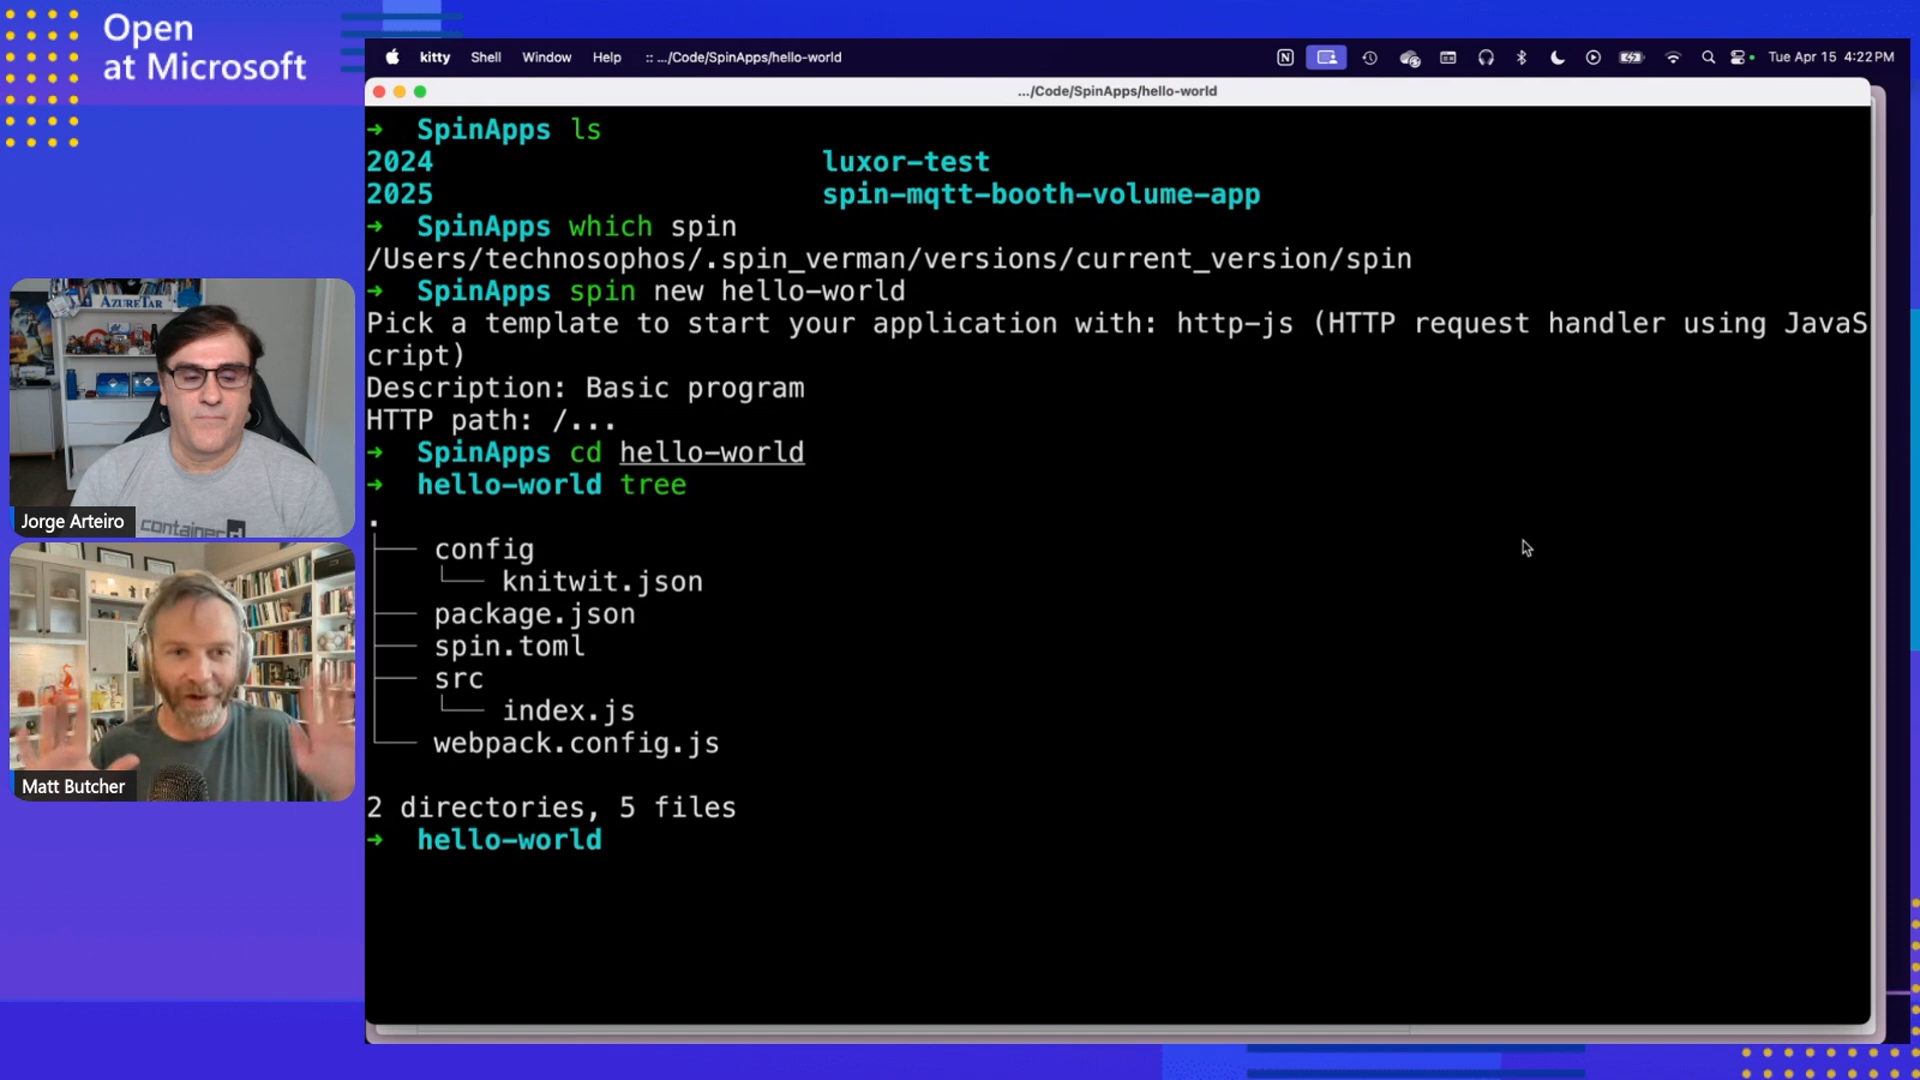 Open
at Microsoft
kitty Shell Window Help :: .../Code/SpinApps/hello-world
Tue Apr 15 4:22 PM
.../Code/SpinApps/hello-world
→ SpinApps ls
2024 luxor-test
2025 spin-mqtt-booth-volume-app
→ SpinApps which spin
/Users/technosophos/.spin_verman/versions/current_version/spin
→ SpinApps spin new hello-world
Pick a template to start your application with: http-js (HTTP request handler using JavaS
cript)
Description: Basic program
HTTP path: /...
→ SpinApps cd hello-world
→ hello-world tree
.
├── config
│   └── knitwit.json
├── package.json
├── spin.toml
├── src
│   └── index.js
└── webpack.config.js
2 directories, 5 files
→ hello-world
AZURETAR
containerd
Jorge Arteiro
Matt Butcher